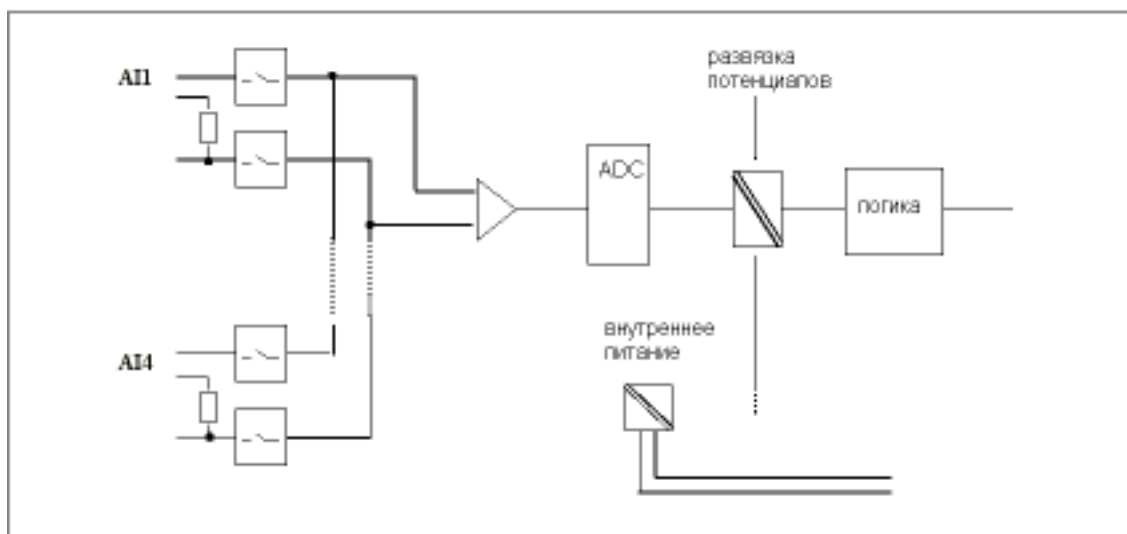 AI1
развязка
потенциалов
ADC
логика
внутреннее
питание
AI4